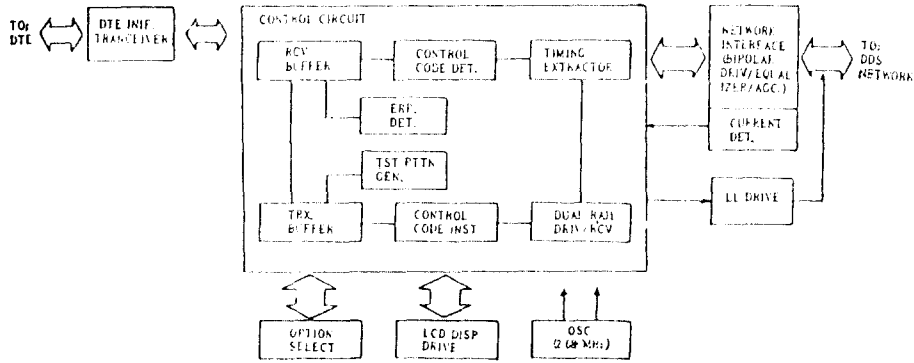 TO:
DTE
DTE INIF.
TRANCEIVER
CONTROL CIRCUIT
RCV
BUFFER
CONTROL
CODE DET.
TIMING
EXTRACTOR
ERR.
DET.
TST PTTN
GEN.
TRX.
BUFFER
CONTROL
CODE INST
DUAL RAIL
DRIV/RCV
NETWORK
INTERFACE
(BIPOLAR
DRIV/EQUAL
IZER/AGC.)
CURRENT
DET.
TO:
DDS
NETWORK
LL DRIVE
OPTION
SELECT
LCD DISP
DRIVE
OSC